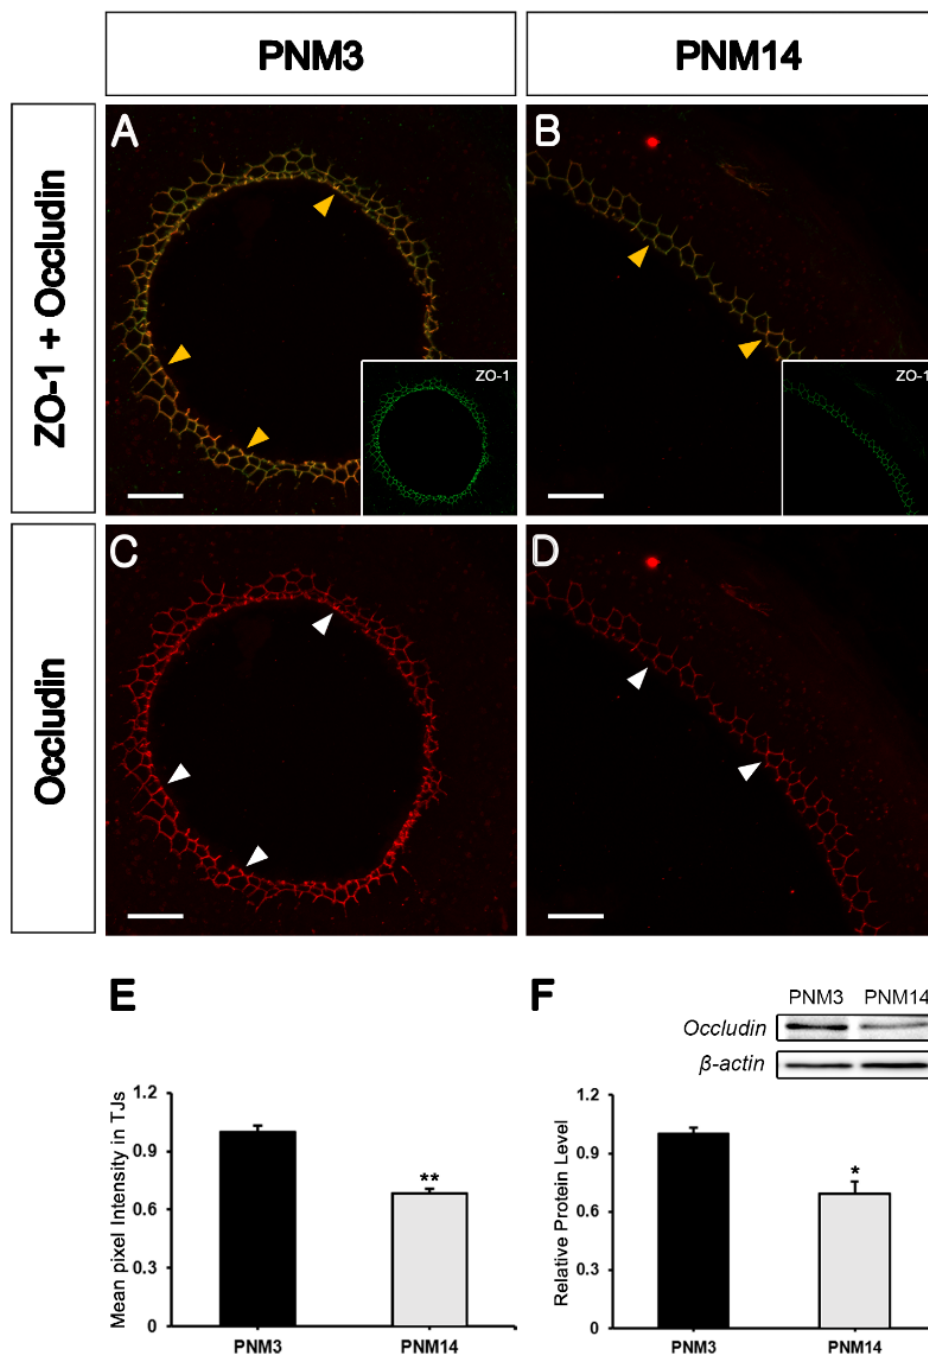 PNM3
PNM14
ZO-1 + Occludin
A
B
ZO-1
ZO-1
Occludin
C
D
E
Mean pixel Intensity in TJs
1.2
0.9
0.6
0.3
0
**
PNM3
PNM14
F
PNM3
PNM14
Occludin
β-actin
Relative Protein Level
1.2
0.9
0.6
0.3
0
*
PNM3
PNM14